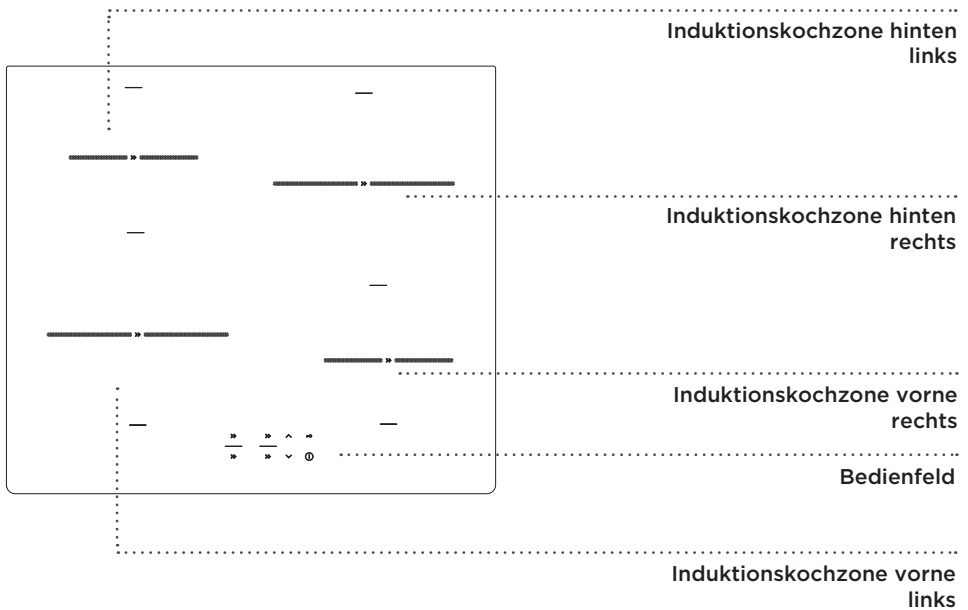 Induktionskochzone hinten
links
Induktionskochzone hinten
rechts
Induktionskochzone vorne
rechts
Bedienfeld
Induktionskochzone vorne
links